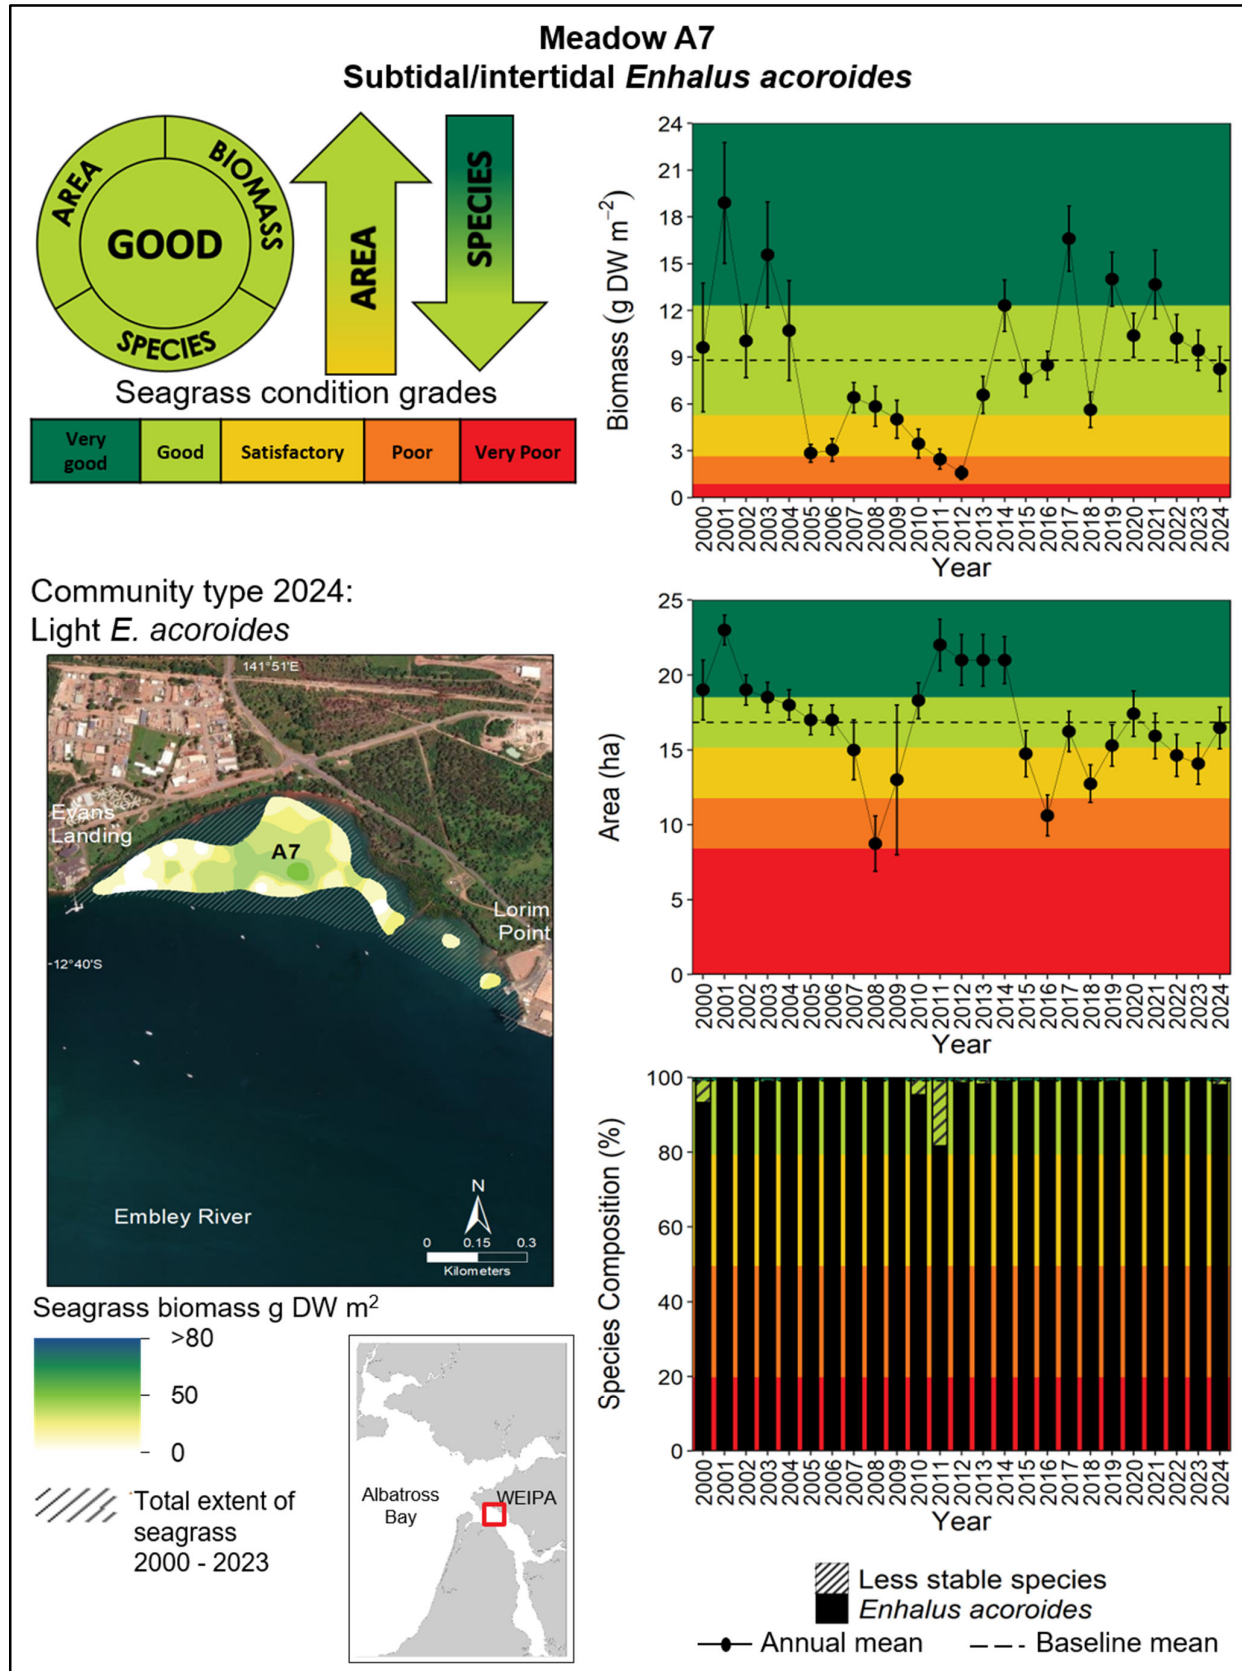 Meadow A7
Subtidal/intertidal Enhalus acoroides
AREA
BIOMASS
GOOD
SPECIES
AREA
SPECIES
Seagrass condition grades
Very good
Good
Satisfactory
Poor
Very Poor
Biomass (g DW m−2)
24
21
18
15
12
9
6
3
0
2000 2001 2002 2003 2004 2005 2006 2007 2008 2009 2010 2011 2012 2013 2014 2015 2016 2017 2018 2019 2020 2021 2022 2023 2024
Year
Community type 2024:
Light E. acoroides
141°51'E
Evans
Landing
A7
Lorim
Point
-12°40'S
Embley River
N
0 0.15 0.3
Kilometers
Area (ha)
25
20
15
10
5
0
2000 2001 2002 2003 2004 2005 2006 2007 2008 2009 2010 2011 2012 2013 2014 2015 2016 2017 2018 2019 2020 2021 2022 2023 2024
Year
Seagrass biomass g DW m2
>80
50
0
Total extent of
seagrass
2000 - 2023
Albatross
Bay
WEIPA
Species Composition (%)
100
80
60
40
20
0
2000 2001 2002 2003 2004 2005 2006 2007 2008 2009 2010 2011 2012 2013 2014 2015 2016 2017 2018 2019 2020 2021 2022 2023 2024
Year
Less stable species
Enhalus acoroides
Annual mean
Baseline mean